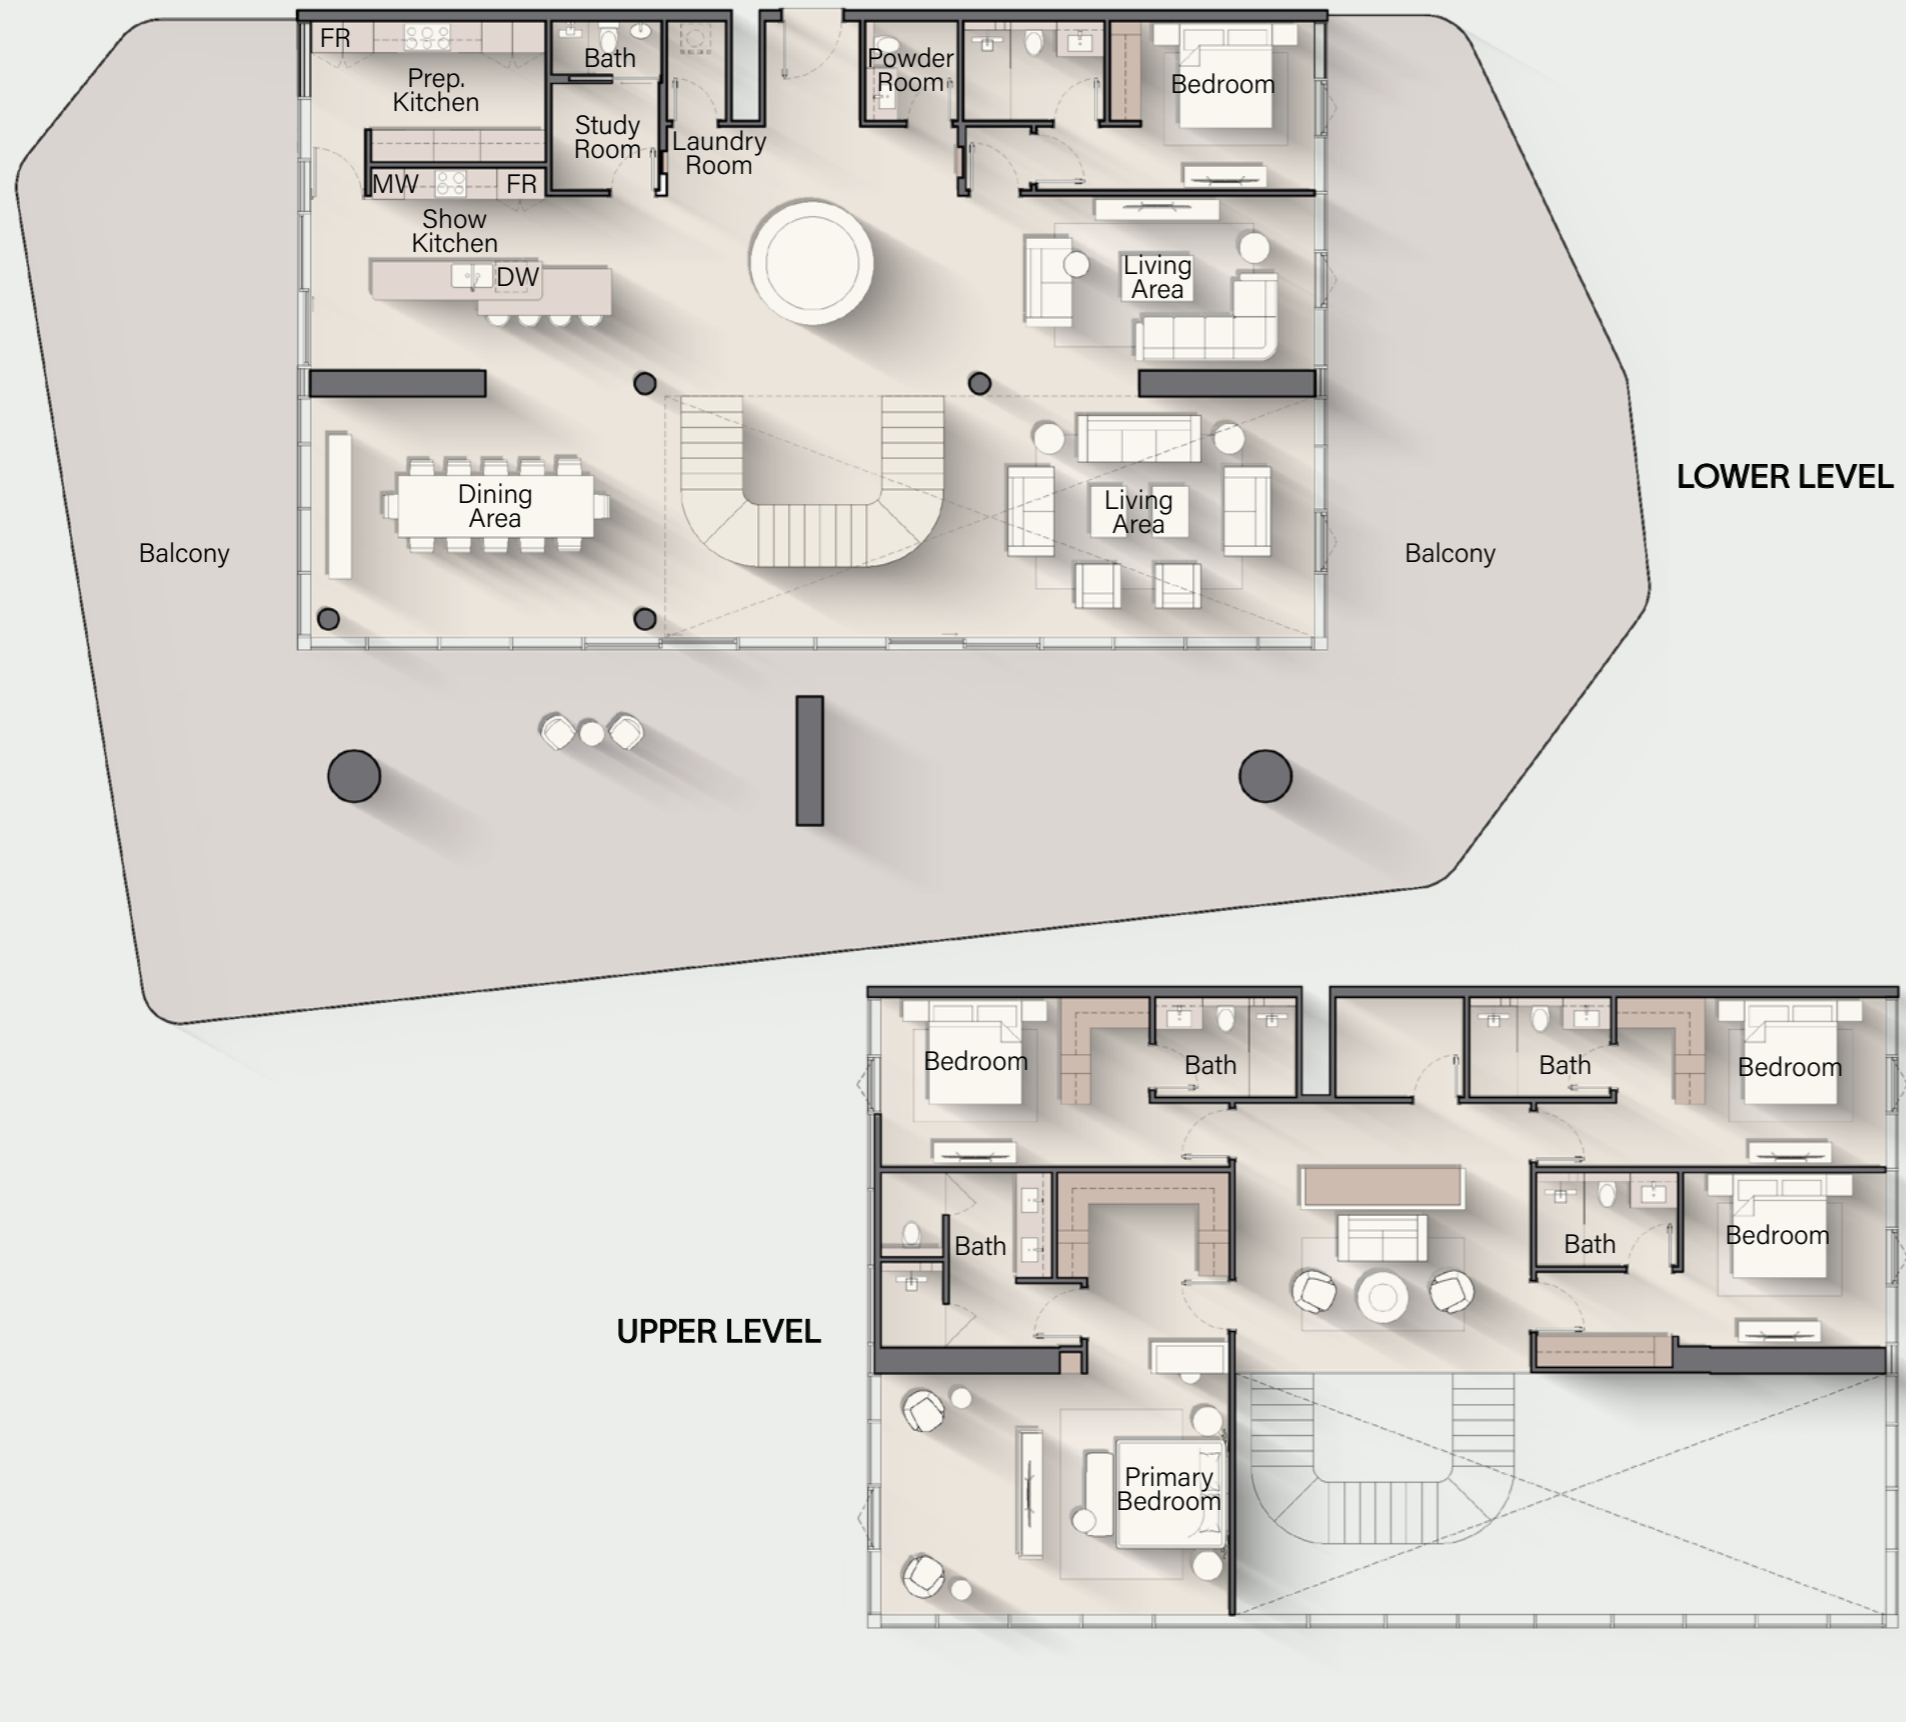 FR
Prep.
Kitchen
Bath
Study
Room
Laundry
Room
Powder
Room
Bedroom
MW
FR
Show
Kitchen
DW
Living
Area
Dining
Area
Living
Area
Balcony
Balcony
LOWER LEVEL
Bedroom
Bath
Bath
Bedroom
Bath
Bath
Bedroom
UPPER LEVEL
Primary
Bedroom